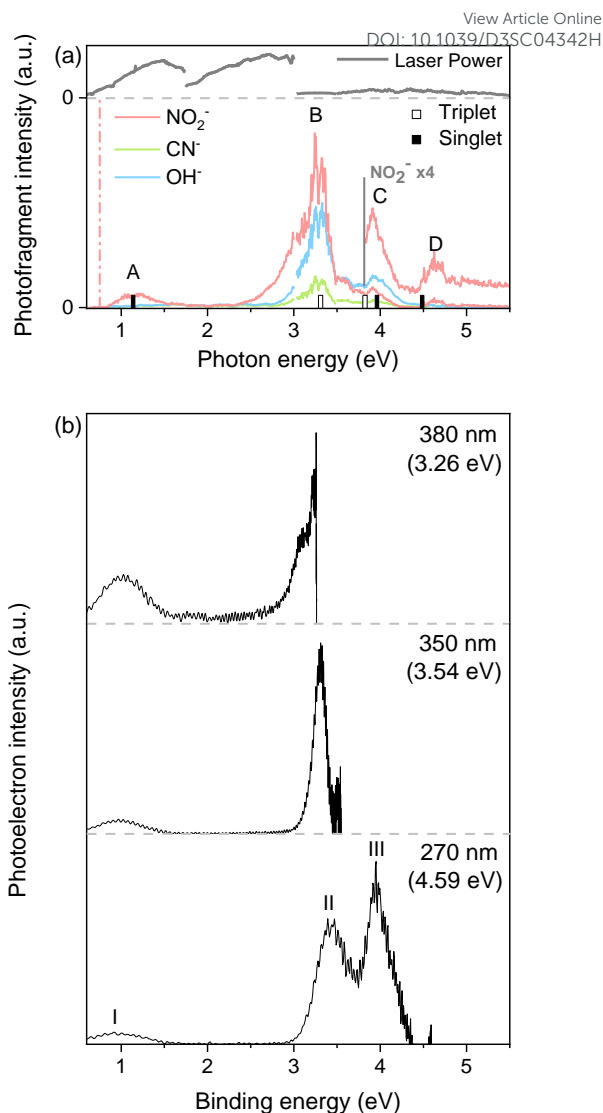 View Article Online
DOI: 10.1039/D3SC04342H
(a)
Laser Power
0
NO₂⁻
CN⁻
OH⁻
B
Triplet
Singlet
NO₂⁻ x4
C
A
D
0
1 2 3 4 5
Photon energy (eV)
Photofragment intensity (a.u.)
(b)
380 nm
(3.26 eV)
350 nm
(3.54 eV)
270 nm
(4.59 eV)
I
II
III
1 2 3 4 5
Binding energy (eV)
Photoelectron intensity (a.u.)